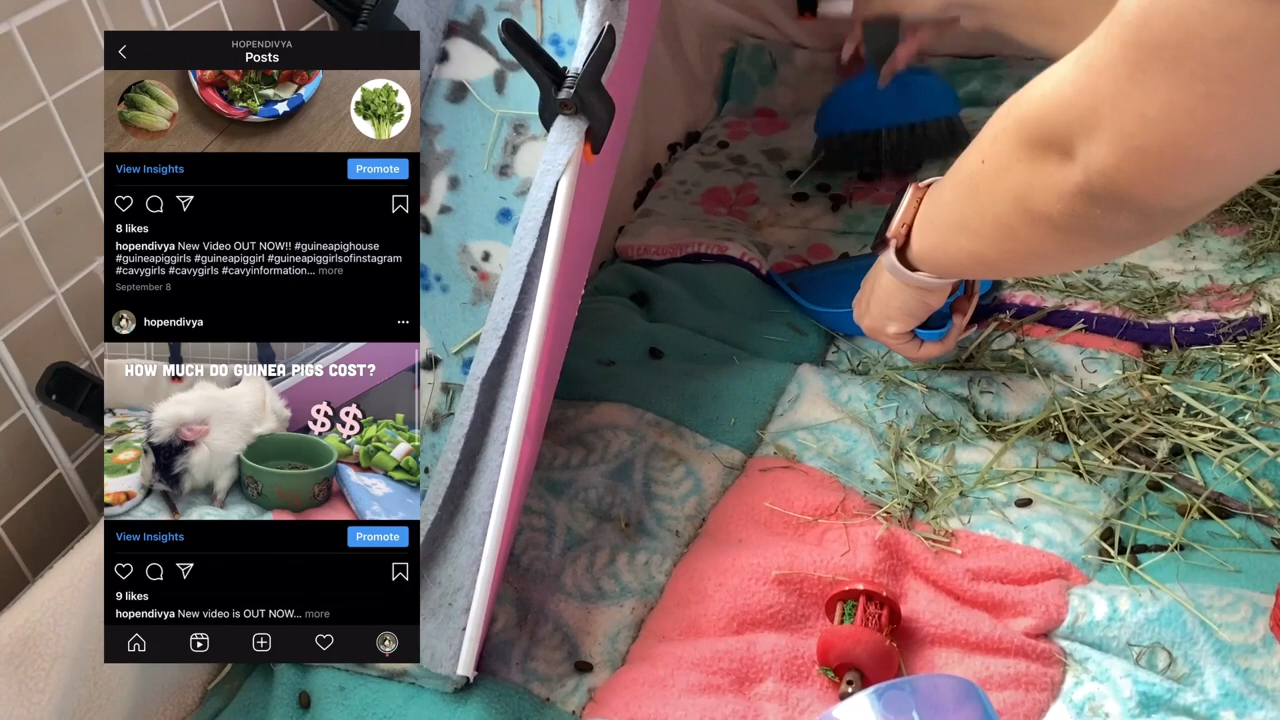 HOPENDIVYA
Posts
View Insights
Promote
8 likes
hopendivya New Video OUT NOW!! #guineapighouse
#guineapiggirls #guineapiggirl #guineapiggirlsofinstagram
#cavygirls #cavygirls #cavyinformation... more
September 8
hopendivya
HOW MUCH DO GUINEA PIGS COST?
$$
View Insights
Promote
9 likes
hopendivya New video is OUT NOW... more